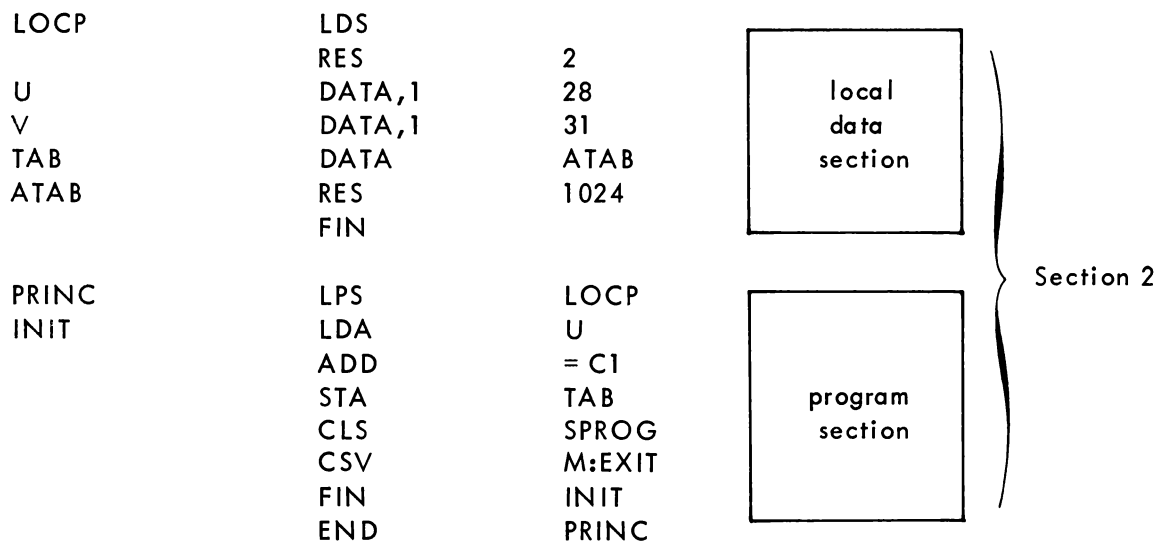 LOCP LDS
RES 2
U DATA,1 28
V DATA,1 31
TAB DATA ATAB
ATAB RES 1024
FIN
local
data
section
PRINC LPS LOCP
INiT LDA U
ADD = C1
STA TAB
CLS SPROG
CSV M:EXIT
FIN INIT
END PRINC
program
section
Section 2